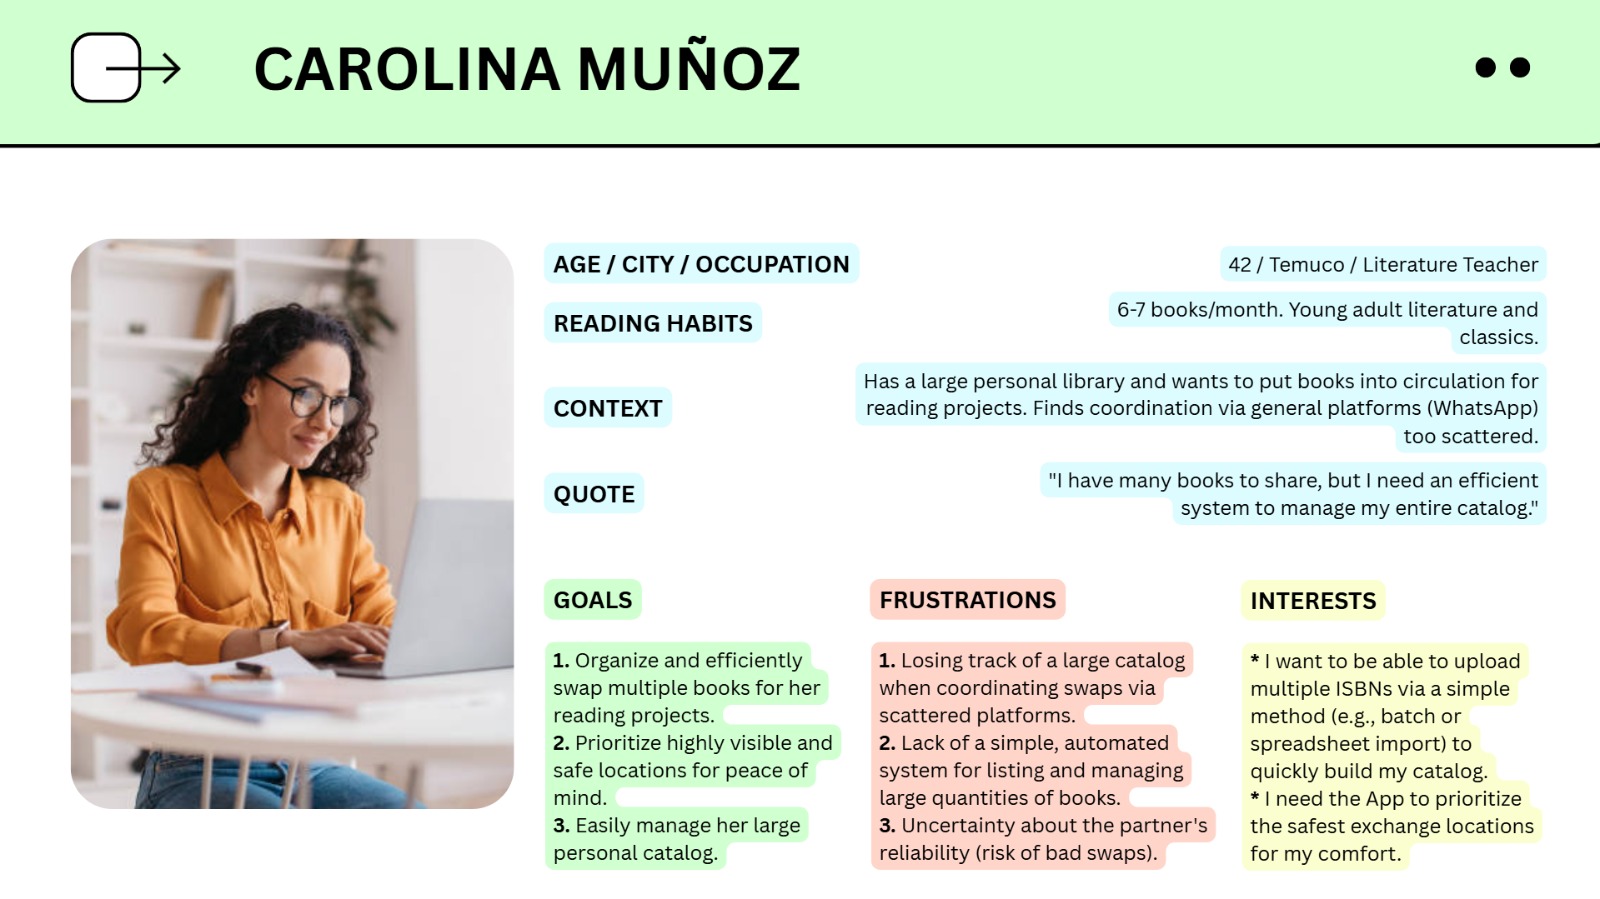 CAROLINA MUÑOZ
AGE / CITY / OCCUPATION
42 / Temuco / Literature Teacher
READING HABITS
6-7 books/month. Young adult literature and
classics.
CONTEXT
Has a large personal library and wants to put books into circulation for
reading projects. Finds coordination via general platforms (WhatsApp)
too scattered.
QUOTE
"I have many books to share, but I need an efficient
system to manage my entire catalog."
GOALS
1. Organize and efficiently
swap multiple books for her
reading projects.
2. Prioritize highly visible and
safe locations for peace of
mind.
3. Easily manage her large
personal catalog.
FRUSTRATIONS
1. Losing track of a large catalog
when coordinating swaps via
scattered platforms.
2. Lack of a simple, automated
system for listing and managing
large quantities of books.
3. Uncertainty about the partner's
reliability (risk of bad swaps).
INTERESTS
* I want to be able to upload
multiple ISBNs via a simple
method (e.g., batch or
spreadsheet import) to
quickly build my catalog.
* I need the App to prioritize
the safest exchange locations
for my comfort.